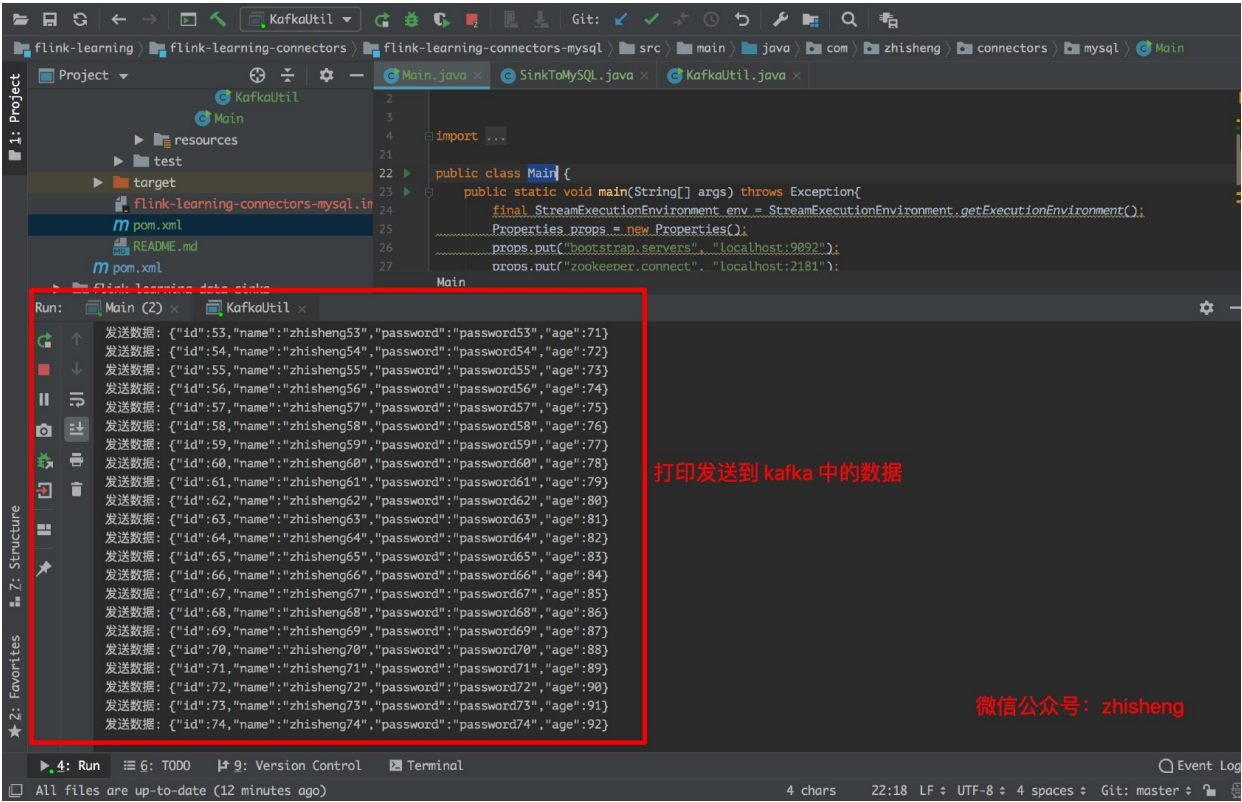 KafkaUtil
Git:
flink-learning
flink-learning-connectors
flink-learning-connectors-mysql
src
main
java
com
zhisheng
connectors
mysql
Main
1: Project
Project
Main.java
SinkToMySQL.java
KafkaUtil.java
KafkaUtil
Main
resources
test
target
flink-learning-connectors-mysql.im
pom.xml
README.md
pom.xml
flink-learning-data-sinks
2
3
4 import ...
21
22 public class Main {
23 public static void main(String[] args) throws Exception{
24 final StreamExecutionEnvironment env = StreamExecutionEnvironment.getExecutionEnvironment();
25 Properties props = new Properties();
26 props.put("bootstrap.servers", "localhost:9092");
27 props.put("zookeeper.connect", "localhost:2181");
Main
Run: Main (2) KafkaUtil
发送数据: {"id":53,"name":"zhisheng53","password":"password53","age":71}
发送数据: {"id":54,"name":"zhisheng54","password":"password54","age":72}
发送数据: {"id":55,"name":"zhisheng55","password":"password55","age":73}
发送数据: {"id":56,"name":"zhisheng56","password":"password56","age":74}
发送数据: {"id":57,"name":"zhisheng57","password":"password57","age":75}
发送数据: {"id":58,"name":"zhisheng58","password":"password58","age":76}
发送数据: {"id":59,"name":"zhisheng59","password":"password59","age":77}
发送数据: {"id":60,"name":"zhisheng60","password":"password60","age":78}
发送数据: {"id":61,"name":"zhisheng61","password":"password61","age":79}
发送数据: {"id":62,"name":"zhisheng62","password":"password62","age":80}
发送数据: {"id":63,"name":"zhisheng63","password":"password63","age":81}
发送数据: {"id":64,"name":"zhisheng64","password":"password64","age":82}
发送数据: {"id":65,"name":"zhisheng65","password":"password65","age":83}
发送数据: {"id":66,"name":"zhisheng66","password":"password66","age":84}
发送数据: {"id":67,"name":"zhisheng67","password":"password67","age":85}
发送数据: {"id":68,"name":"zhisheng68","password":"password68","age":86}
发送数据: {"id":69,"name":"zhisheng69","password":"password69","age":87}
发送数据: {"id":70,"name":"zhisheng70","password":"password70","age":88}
发送数据: {"id":71,"name":"zhisheng71","password":"password71","age":89}
发送数据: {"id":72,"name":"zhisheng72","password":"password72","age":90}
发送数据: {"id":73,"name":"zhisheng73","password":"password73","age":91}
发送数据: {"id":74,"name":"zhisheng74","password":"password74","age":92}
打印发送到 kafka 中的数据
微信公众号：zhisheng
Z: Structure
2: Favorites
4: Run
6: TODO
9: Version Control
Terminal
Event Log
All files are up-to-date (12 minutes ago)
4 chars
22:18
LF
UTF-8
4 spaces
Git: master